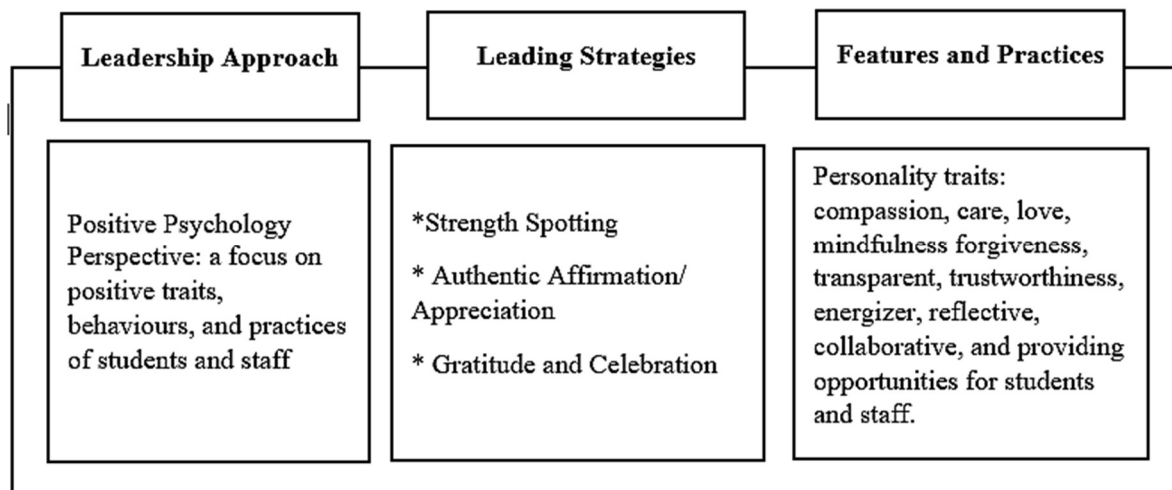 Leadership Approach
Leading Strategies
Features and Practices
Positive Psychology
Perspective: a focus on
positive traits,
behaviours, and practices
of students and staff
*Strength Spotting
* Authentic Affirmation/
Appreciation
* Gratitude and Celebration
Personality traits:
compassion, care, love,
mindfulness forgiveness,
transparent, trustworthiness,
energizer, reflective,
collaborative, and providing
opportunities for students
and staff.